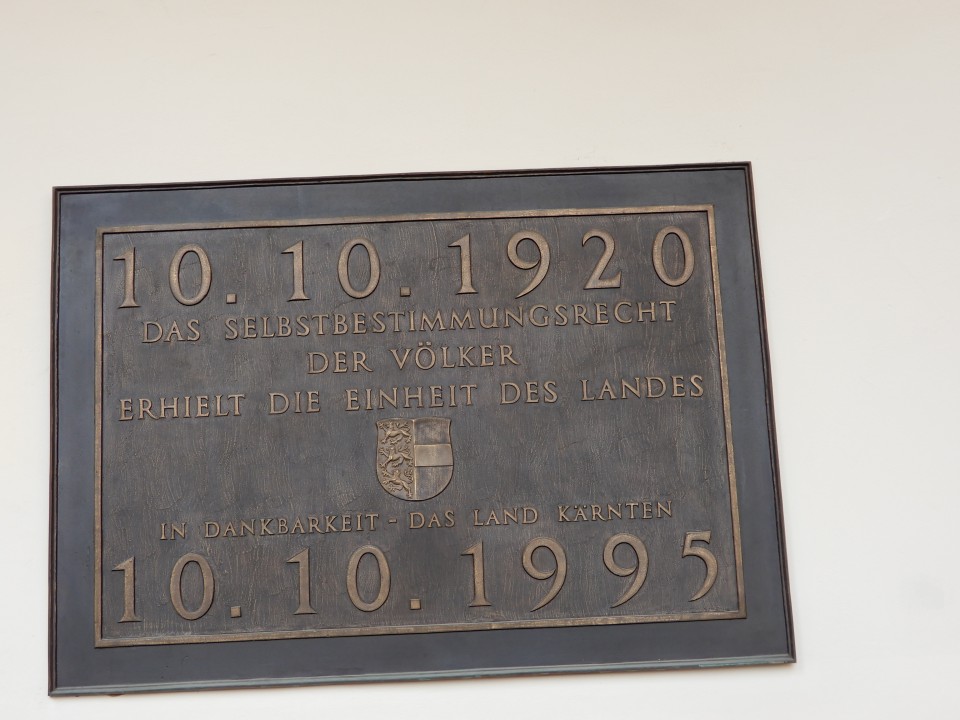 10.10.1920
DAS SELBSTBESTIMMUNGSRECHT
DER VÖLKER
ERHIELT DIE EINHEIT DES LANDES
IN DANKBARKEIT - DAS LAND KÄRNTEN
10.10.1995